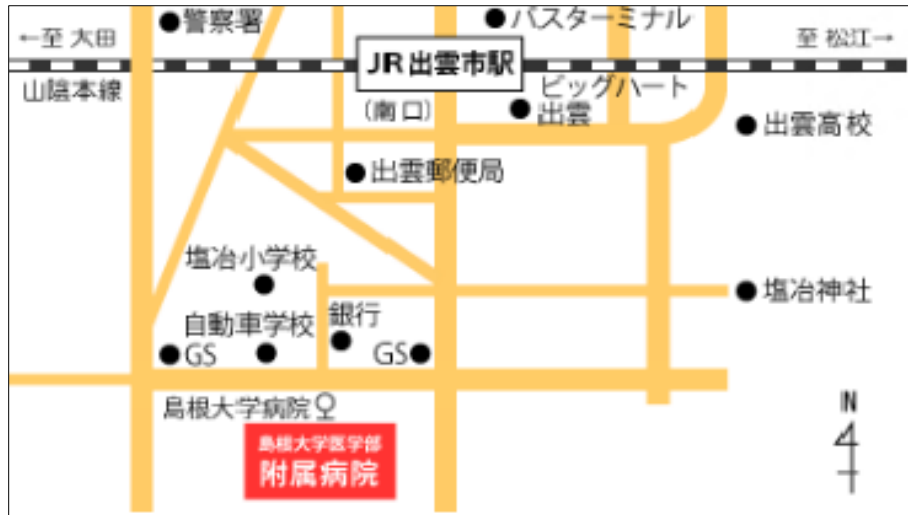 警察署
バスターミナル
←至 大田
JR出雲市駅
至 松江→
山陰本線
(南口)
ビッグハート
出雲
出雲高校
出雲郵便局
塩冶小学校
塩冶神社
自動車学校
銀行
GS
GS
島根大学病院
N
島根大学医学部
附属病院